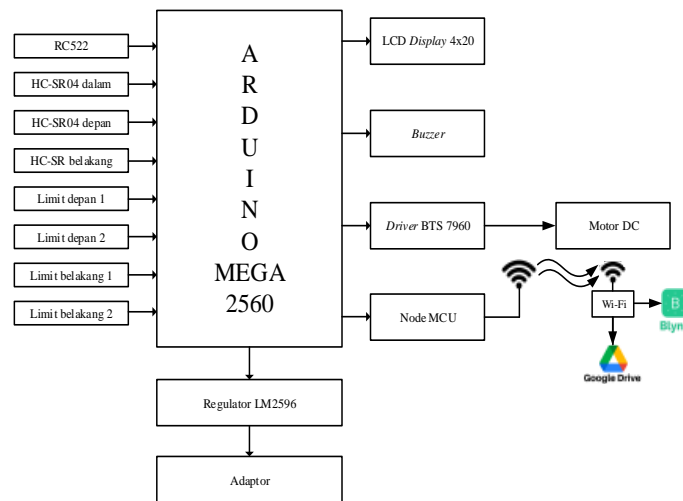 RC522
HC-SR04 dalam
HC-SR04 depan
HC-SR belakang
Limit depan 1
Limit depan 2
Limit belakang 1
Limit belakang 2
A
R
D
U
I
N
O
MEGA
2560
LCD Display 4x20
Buzzer
Driver BTS 7960
Motor DC
Node MCU
Wi-Fi
B
Blyn
Google Drive
Regulator LM2596
Adaptor